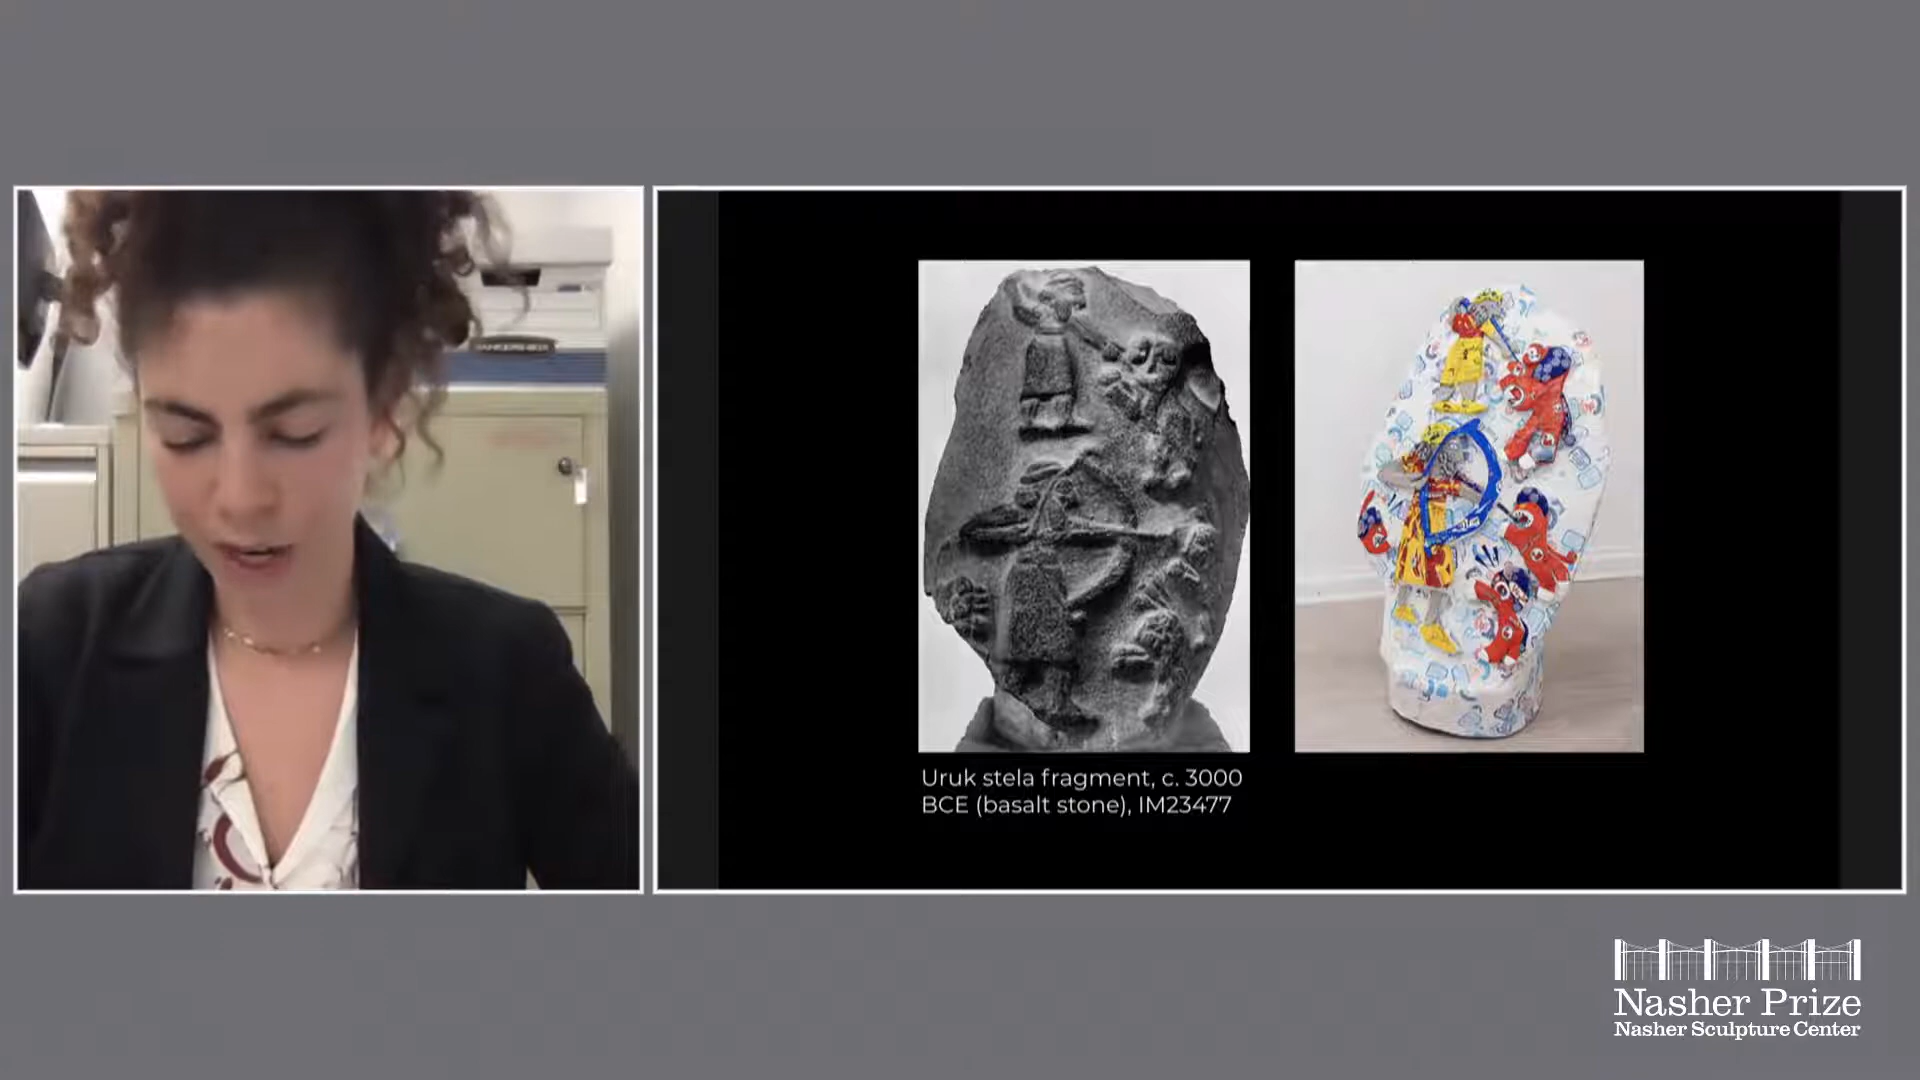 Uruk stela fragment, c. 3000
BCE (basalt stone), IM23477
Nasher Prize
Nasher Sculpture Center